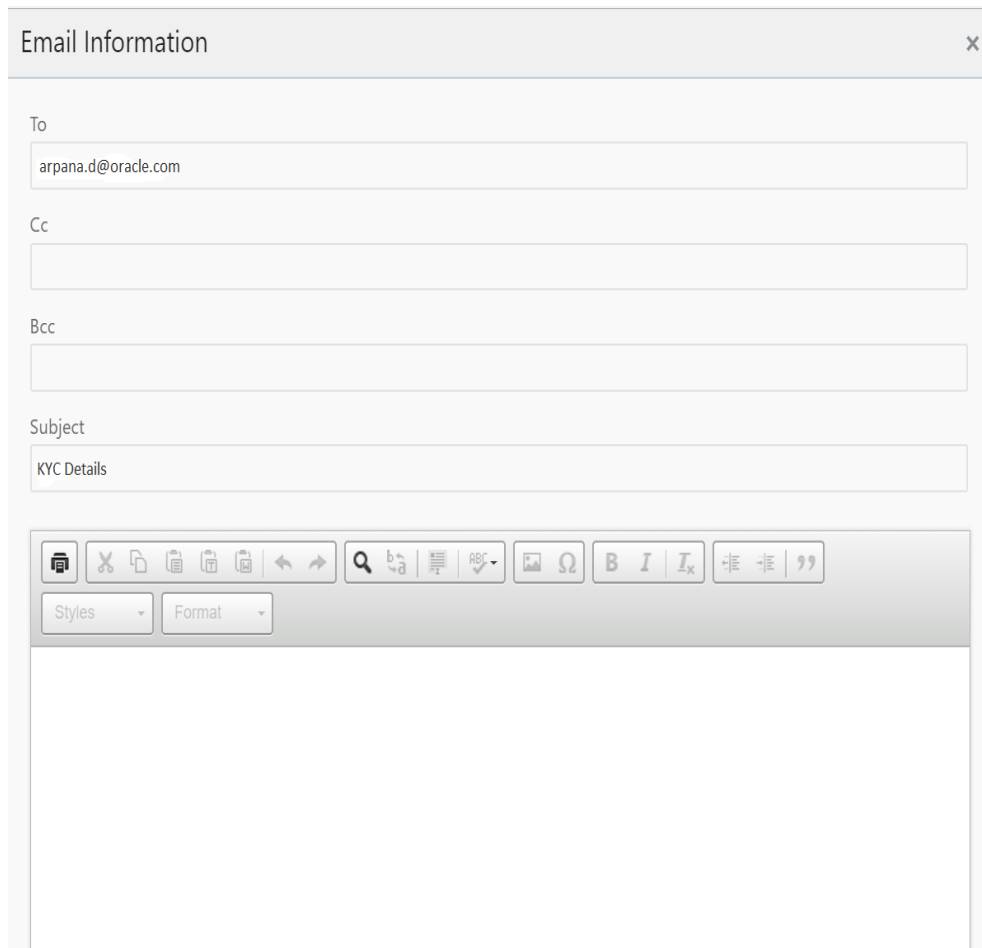 Email Information
To
arpana.d@oracle.com
Cc
Bcc
Subject
KYC Details
Styles
Format